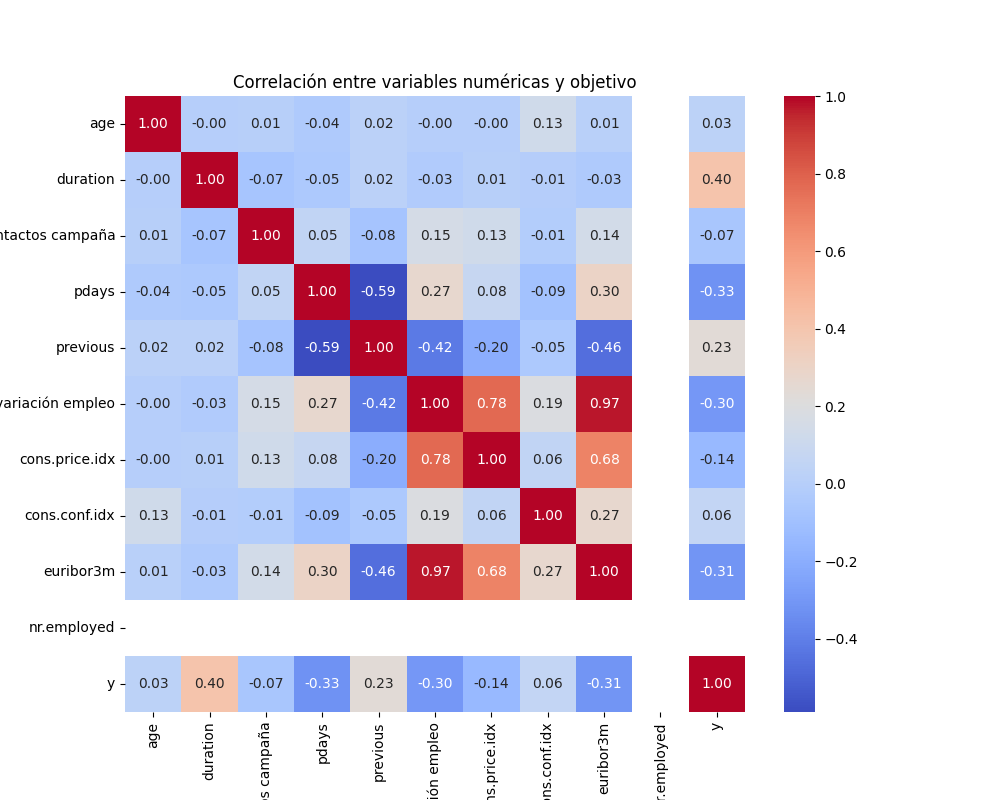 Correlación entre variables numéricas y objetivo
age 1.00 -0.00 0.01 -0.04 0.02 -0.00 -0.00 0.13 0.01 0.03
duration -0.00 1.00 -0.07 -0.05 0.02 -0.03 0.01 -0.01 -0.03 0.40
ntactos campaña 0.01 -0.07 1.00 0.05 -0.08 0.15 0.13 -0.01 0.14 -0.07
pdays -0.04 -0.05 0.05 1.00 -0.59 0.27 0.08 -0.09 0.30 -0.33
previous 0.02 0.02 -0.08 -0.59 1.00 -0.42 -0.20 -0.05 -0.46 0.23
variación empleo -0.00 -0.03 0.15 0.27 -0.42 1.00 0.78 0.19 0.97 -0.30
cons.price.idx -0.00 0.01 0.13 0.08 -0.20 0.78 1.00 0.06 0.68 -0.14
cons.conf.idx 0.13 -0.01 -0.01 -0.09 -0.05 0.19 0.06 1.00 0.27 0.06
euribor3m 0.01 -0.03 0.14 0.30 -0.46 0.97 0.68 0.27 1.00 -0.31
nr.employed
y 0.03 0.40 -0.07 -0.33 0.23 -0.30 -0.14 0.06 -0.31 1.00
age
duration
os campaña
pdays
previous
ión empleo
ns.price.idx
ons.conf.idx
euribor3m
r.employed
y
1.0
0.8
0.6
0.4
0.2
0.0
−0.2
−0.4